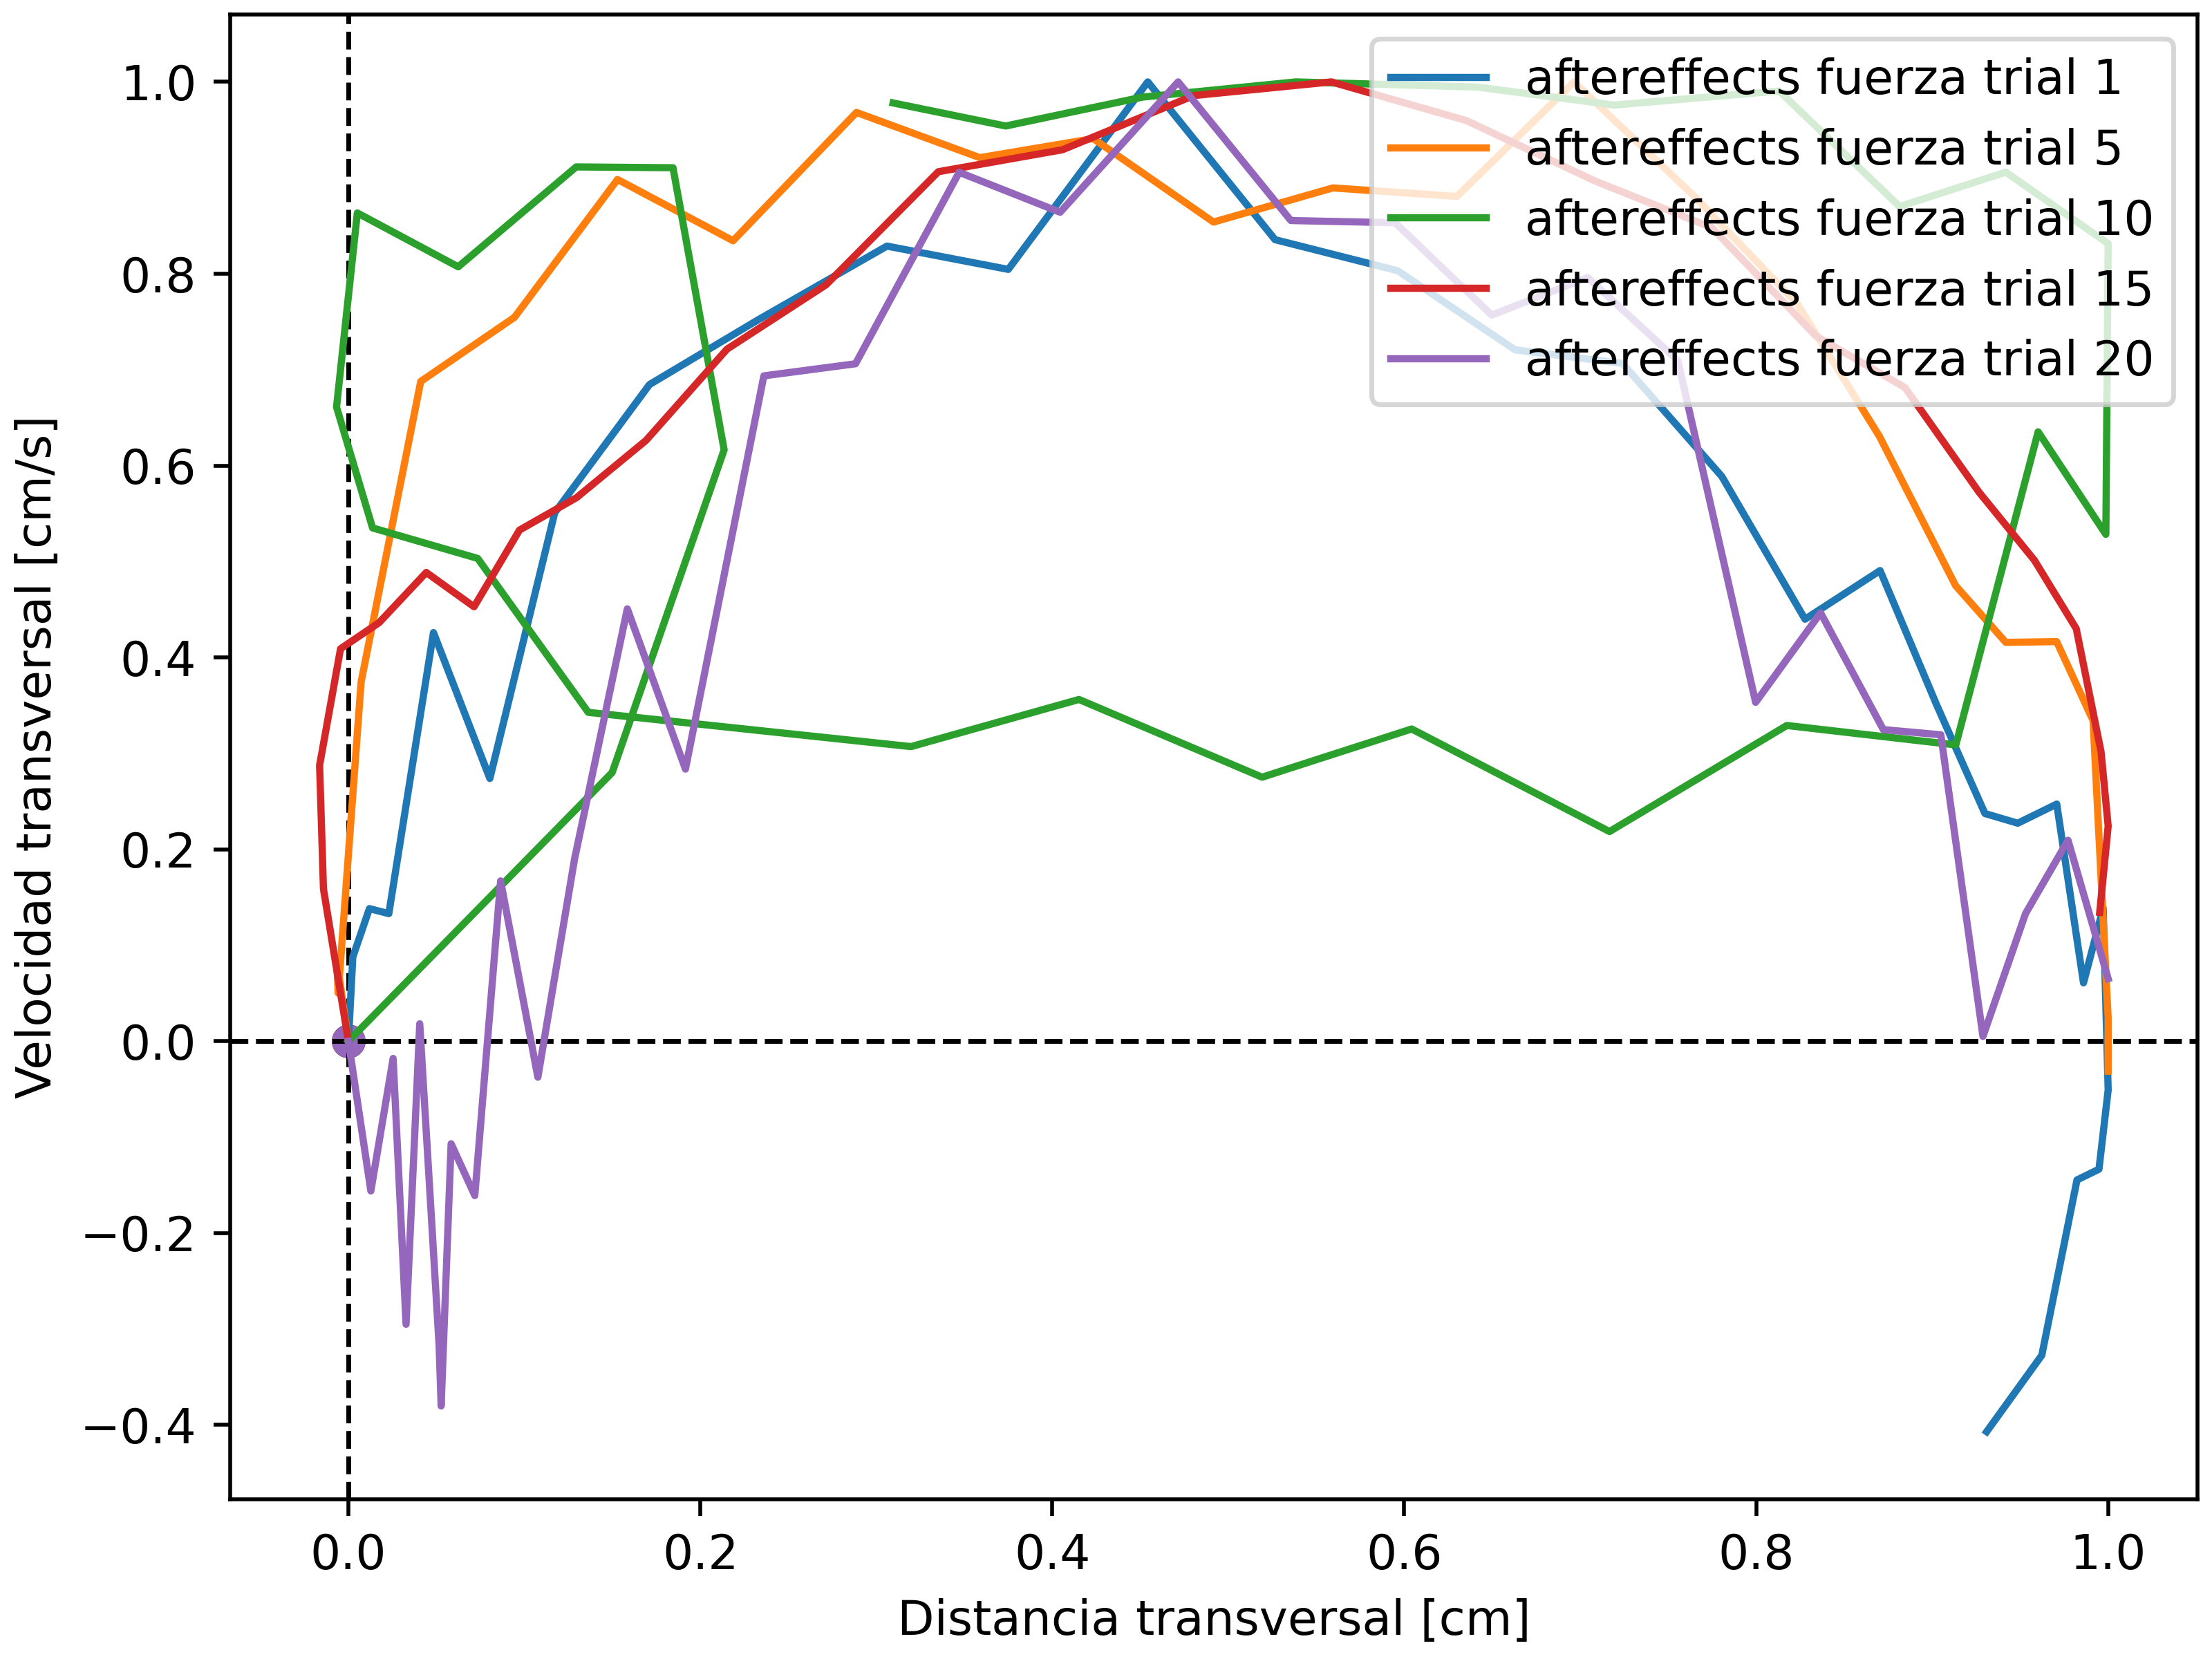 aftereffects fuerza trial 1
aftereffects fuerza trial 5
aftereffects fuerza trial 10
aftereffects fuerza trial 15
aftereffects fuerza trial 20
Velocidad transversal [cm/s]
1.0
0.8
0.6
0.4
0.2
0.0
−0.2
−0.4
0.0 0.2 0.4 0.6 0.8 1.0
Distancia transversal [cm]